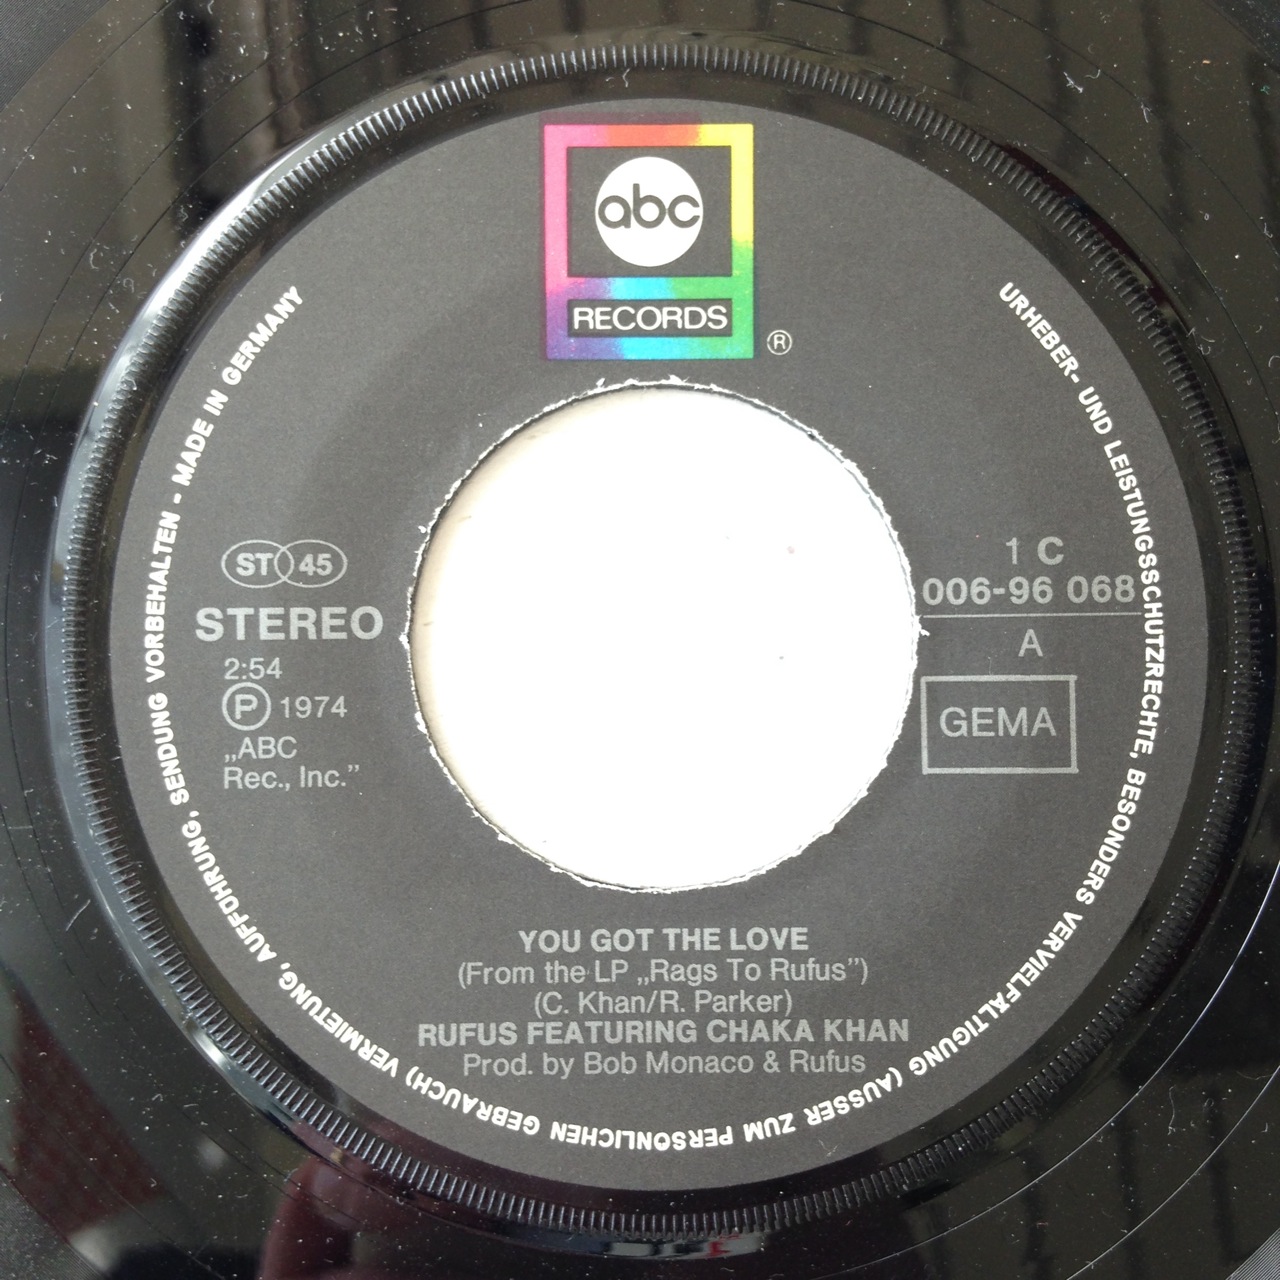 abc
RECORDS
®
URHEBER- UND LEISTUNGSSCHUTZRECHTE, BESONDERS VERVIELFÄLTIGUNG (AUSSER ZUM PERSÖNLICHEN GEBRAUCH) VERMIETUNG, AUFFÜHRUNG, SENDUNG VORBEHALTEN - MADE IN GERMANY
ST 45
STEREO
2:54
Ⓟ 1974
„ABC
Rec., Inc.”
1 C
006-96 068
A
GEMA
YOU GOT THE LOVE
(From the LP „Rags To Rufus”)
(C. Khan/R. Parker)
RUFUS FEATURING CHAKA KHAN
Prod. by Bob Monaco & Rufus